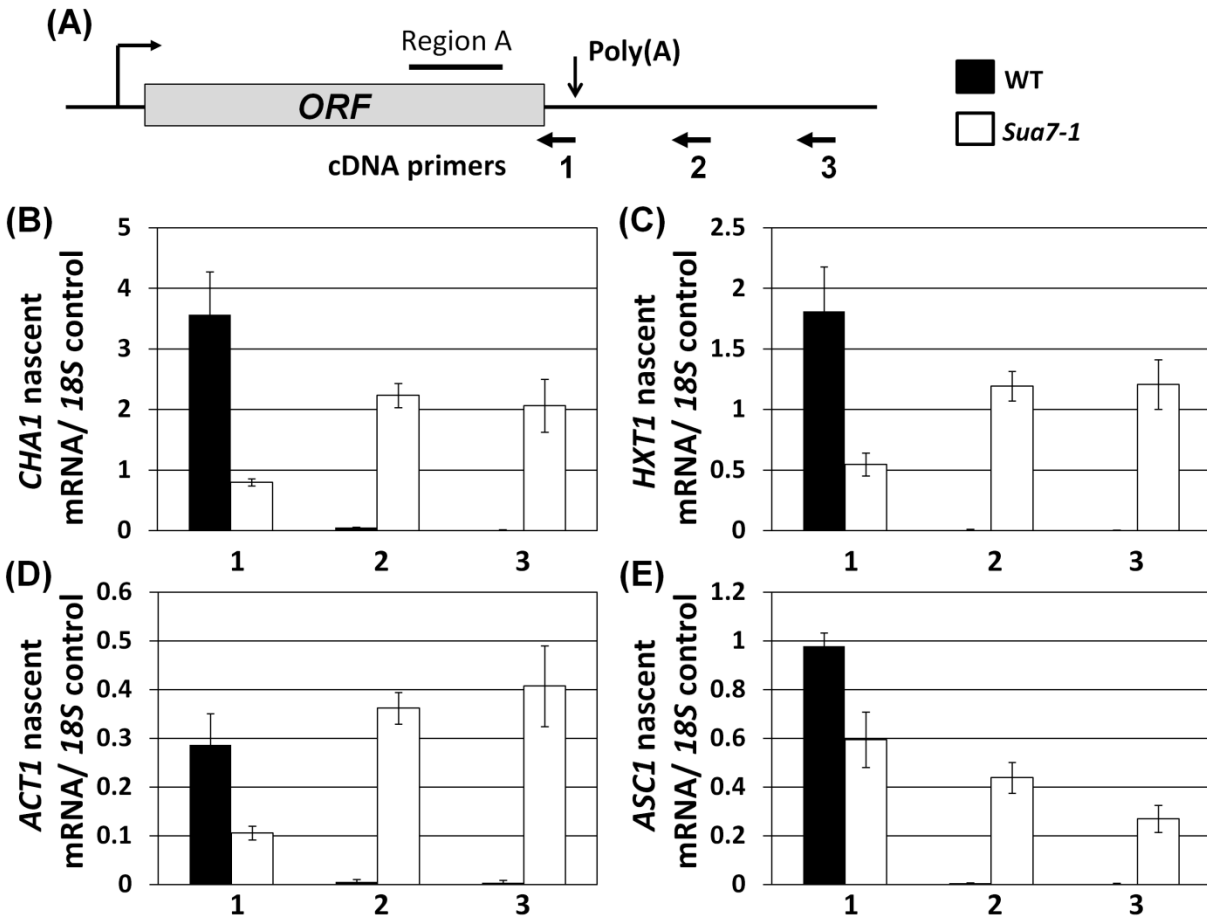 (A)
Region A
Poly(A)
ORF
cDNA primers
1
2
3
WT
Sua7-1
(B)
CHA1 nascent
mRNA/ 18S control
5
4
3
2
1
0
1 2 3
(C)
HXT1 nascent
mRNA/ 18S control
2.5
2
1.5
1
0.5
0
1 2 3
(D)
ACT1 nascent
mRNA/ 18S control
0.6
0.5
0.4
0.3
0.2
0.1
0
1 2 3
(E)
ASC1 nascent
mRNA/ 18S control
1.2
1
0.8
0.6
0.4
0.2
0
1 2 3